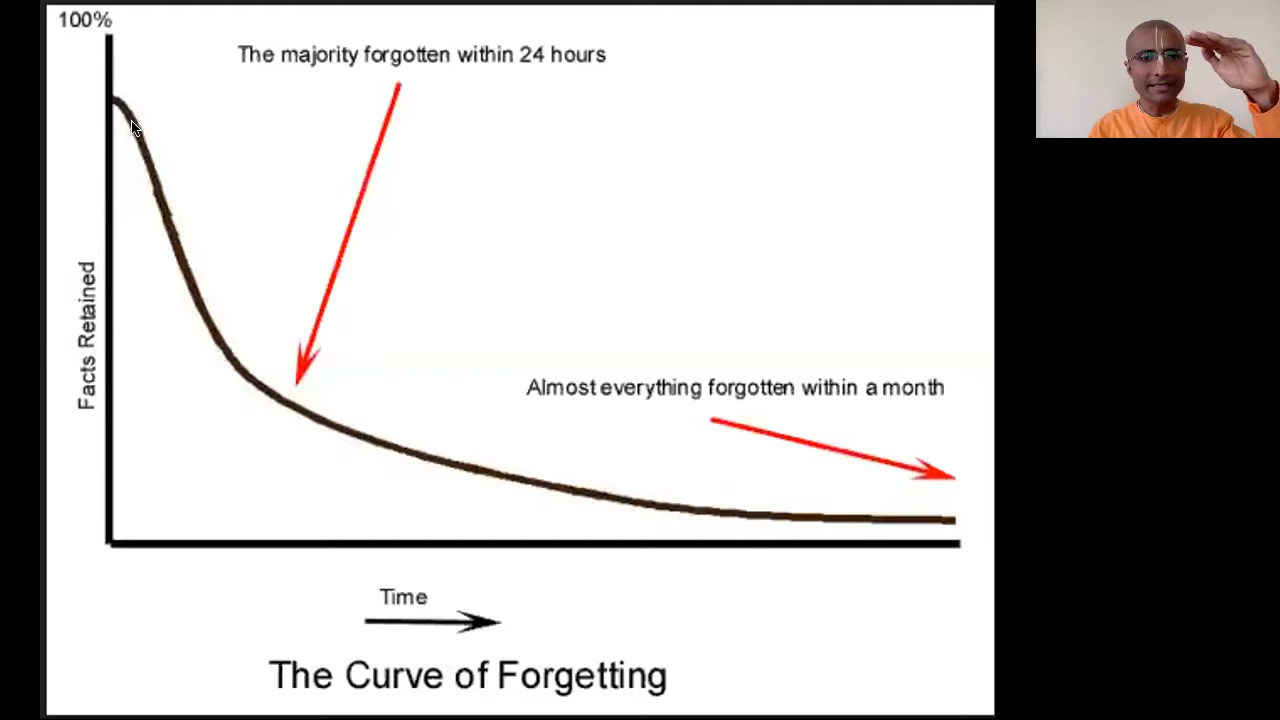 100%
The majority forgotten within 24 hours
Facts Retained
Almost everything forgotten within a month
Time
The Curve of Forgetting